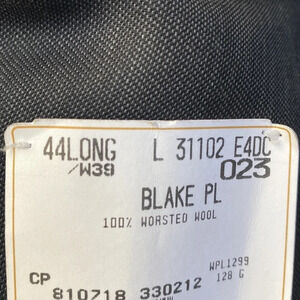 44LONG L 31102 E4DC
/W39 023
BLAKE PL
100% WORSTED WOOL
WPL1299
CP 128 G
810718 330212